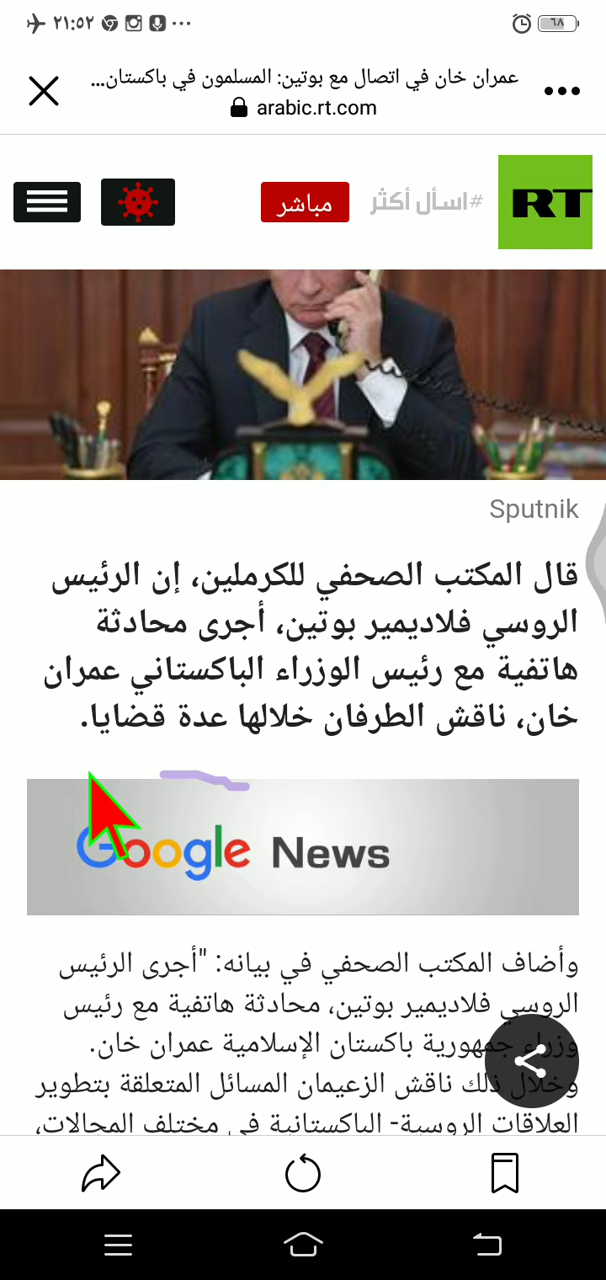 ٢١:٥٢
٦٨
عمران خان في اتصال مع بوتين: المسلمون في باكستان...
arabic.rt.com
مباشر
#اسأل أكثر
RT
Sputnik
قال المكتب الصحفي للكرملين، إن الرئيس
الروسي فلاديمير بوتين، أجرى محادثة
هاتفية مع رئيس الوزراء الباكستاني عمران
خان، ناقش الطرفان خلالها عدة قضايا.
Google News
وأضاف المكتب الصحفي في بيانه: "أجرى الرئيس
الروسي فلاديمير بوتين، محادثة هاتفية مع رئيس
وزراء جمهورية باكستان الإسلامية عمران خان.
وخلال ذلك ناقش الزعيمان المسائل المتعلقة بتطوير
العلاقات الروسية- الباكستانية في مختلف المجالات،